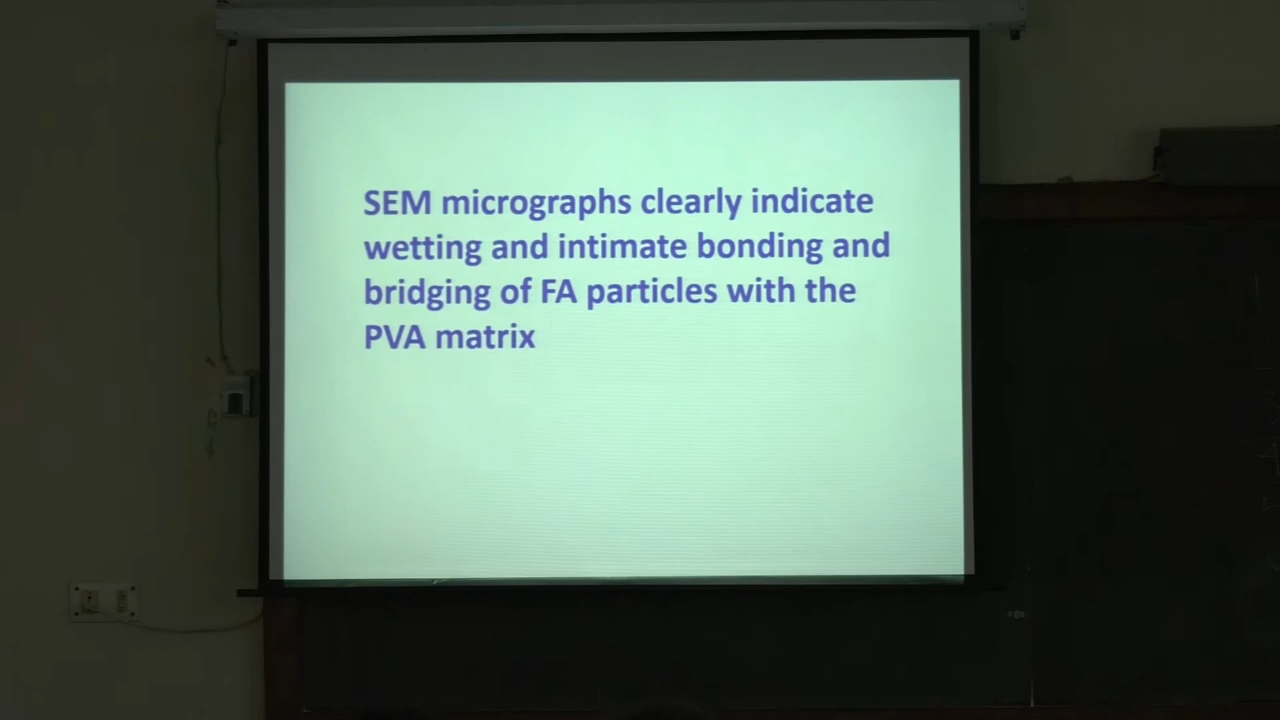 SEM micrographs clearly indicate
wetting and intimate bonding and
bridging of FA particles with the
PVA matrix